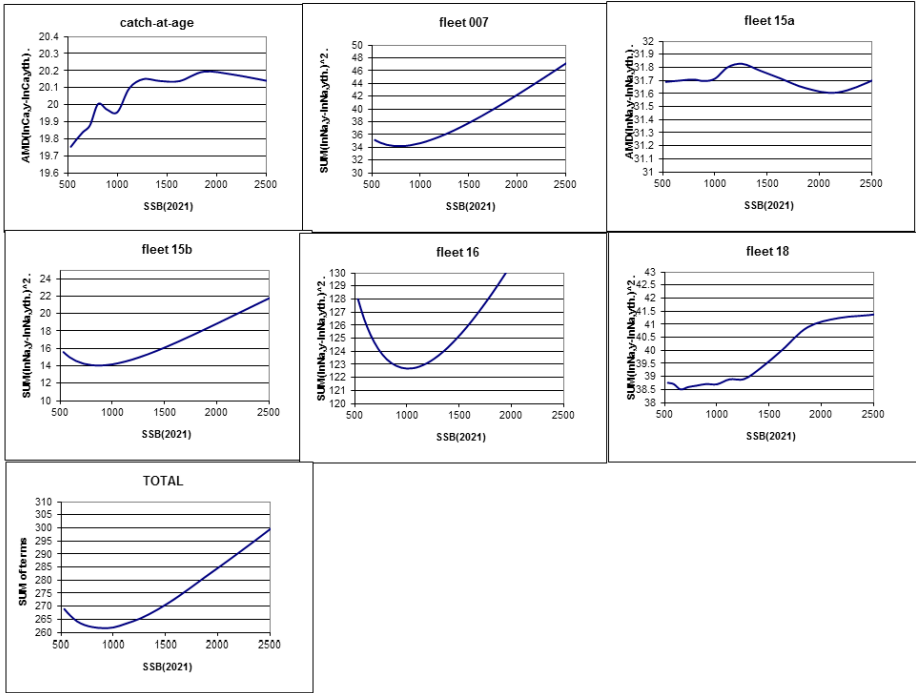 catch-at-age
AMD(lnCa,y-lnCa,yth.) .
20.4
20.3
20.2
20.1
20
19.9
19.8
19.7
19.6
500 1000 1500 2000 2500
SSB(2021)
fleet 007
SUM(lnNa,y-lnNa,yth.)^2 .
50
48
46
44
42
40
38
36
34
32
30
500 1000 1500 2000 2500
SSB(2021)
fleet 15a
AMD(lnNa,y-lnNa,yth.) .
32
31.9
31.8
31.7
31.6
31.5
31.4
31.3
31.2
31.1
31
500 1000 1500 2000 2500
SSB(2021)
fleet 15b
SUM(lnNa,y-lnNa,yth.)^2 .
24
22
20
18
16
14
12
10
500 1000 1500 2000 2500
SSB(2021)
fleet 16
SUM(lnNa,y-lnNa,yth.)^2 .
130
129
128
127
126
125
124
123
122
121
120
500 1000 1500 2000 2500
SSB(2021)
fleet 18
SUM(lnNa,y-lnNa,yth.)^2 .
43
42.5
42
41.5
41
40.5
40
39.5
39
38.5
38
500 1000 1500 2000 2500
SSB(2021)
TOTAL
SUM of terms
310
305
300
295
290
285
280
275
270
265
260
500 1000 1500 2000 2500
SSB(2021)